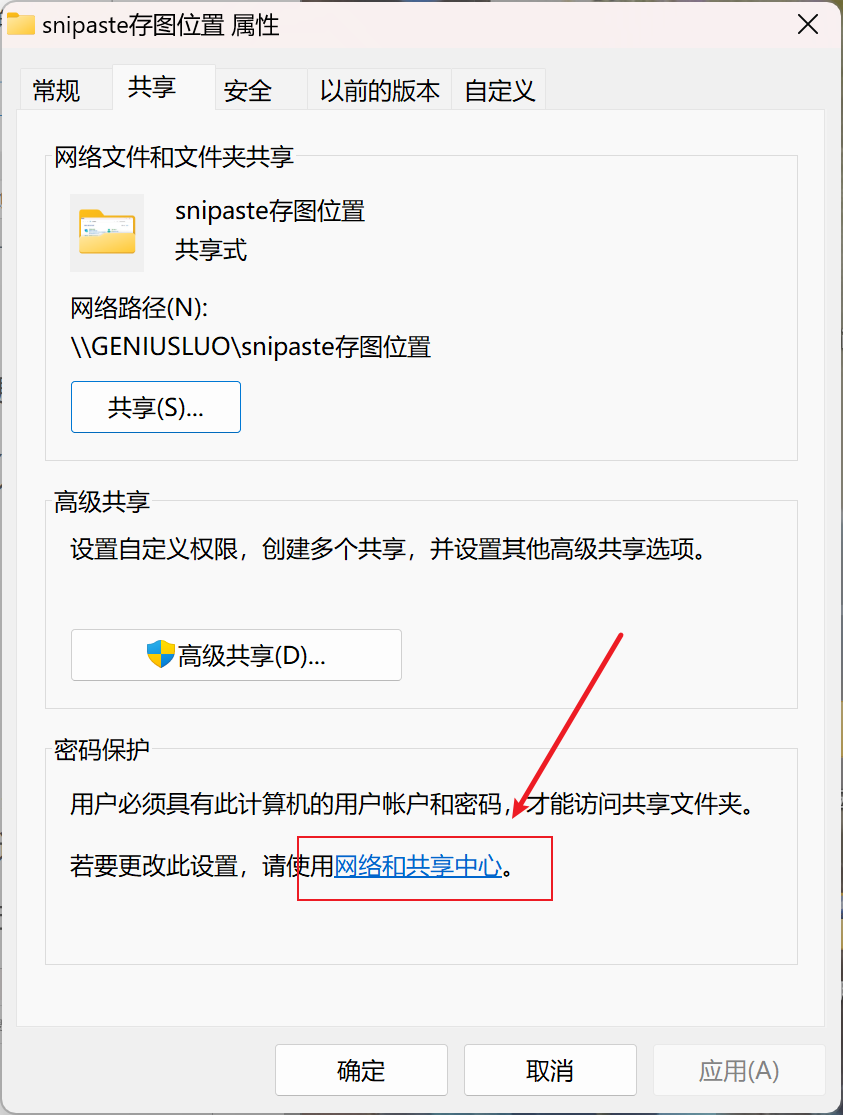 snipaste存图位置 属性
常规
共享
安全
以前的版本
自定义
网络文件和文件夹共享
snipaste存图位置
共享式
网络路径(N):
\\GENIUSLUO\snipaste存图位置
共享(S)...
高级共享
设置自定义权限，创建多个共享，并设置其他高级共享选项。
高级共享(D)...
密码保护
用户必须具有此计算机的用户帐户和密码，才能访问共享文件夹。
若要更改此设置，请使用网络和共享中心。
确定
取消
应用(A)